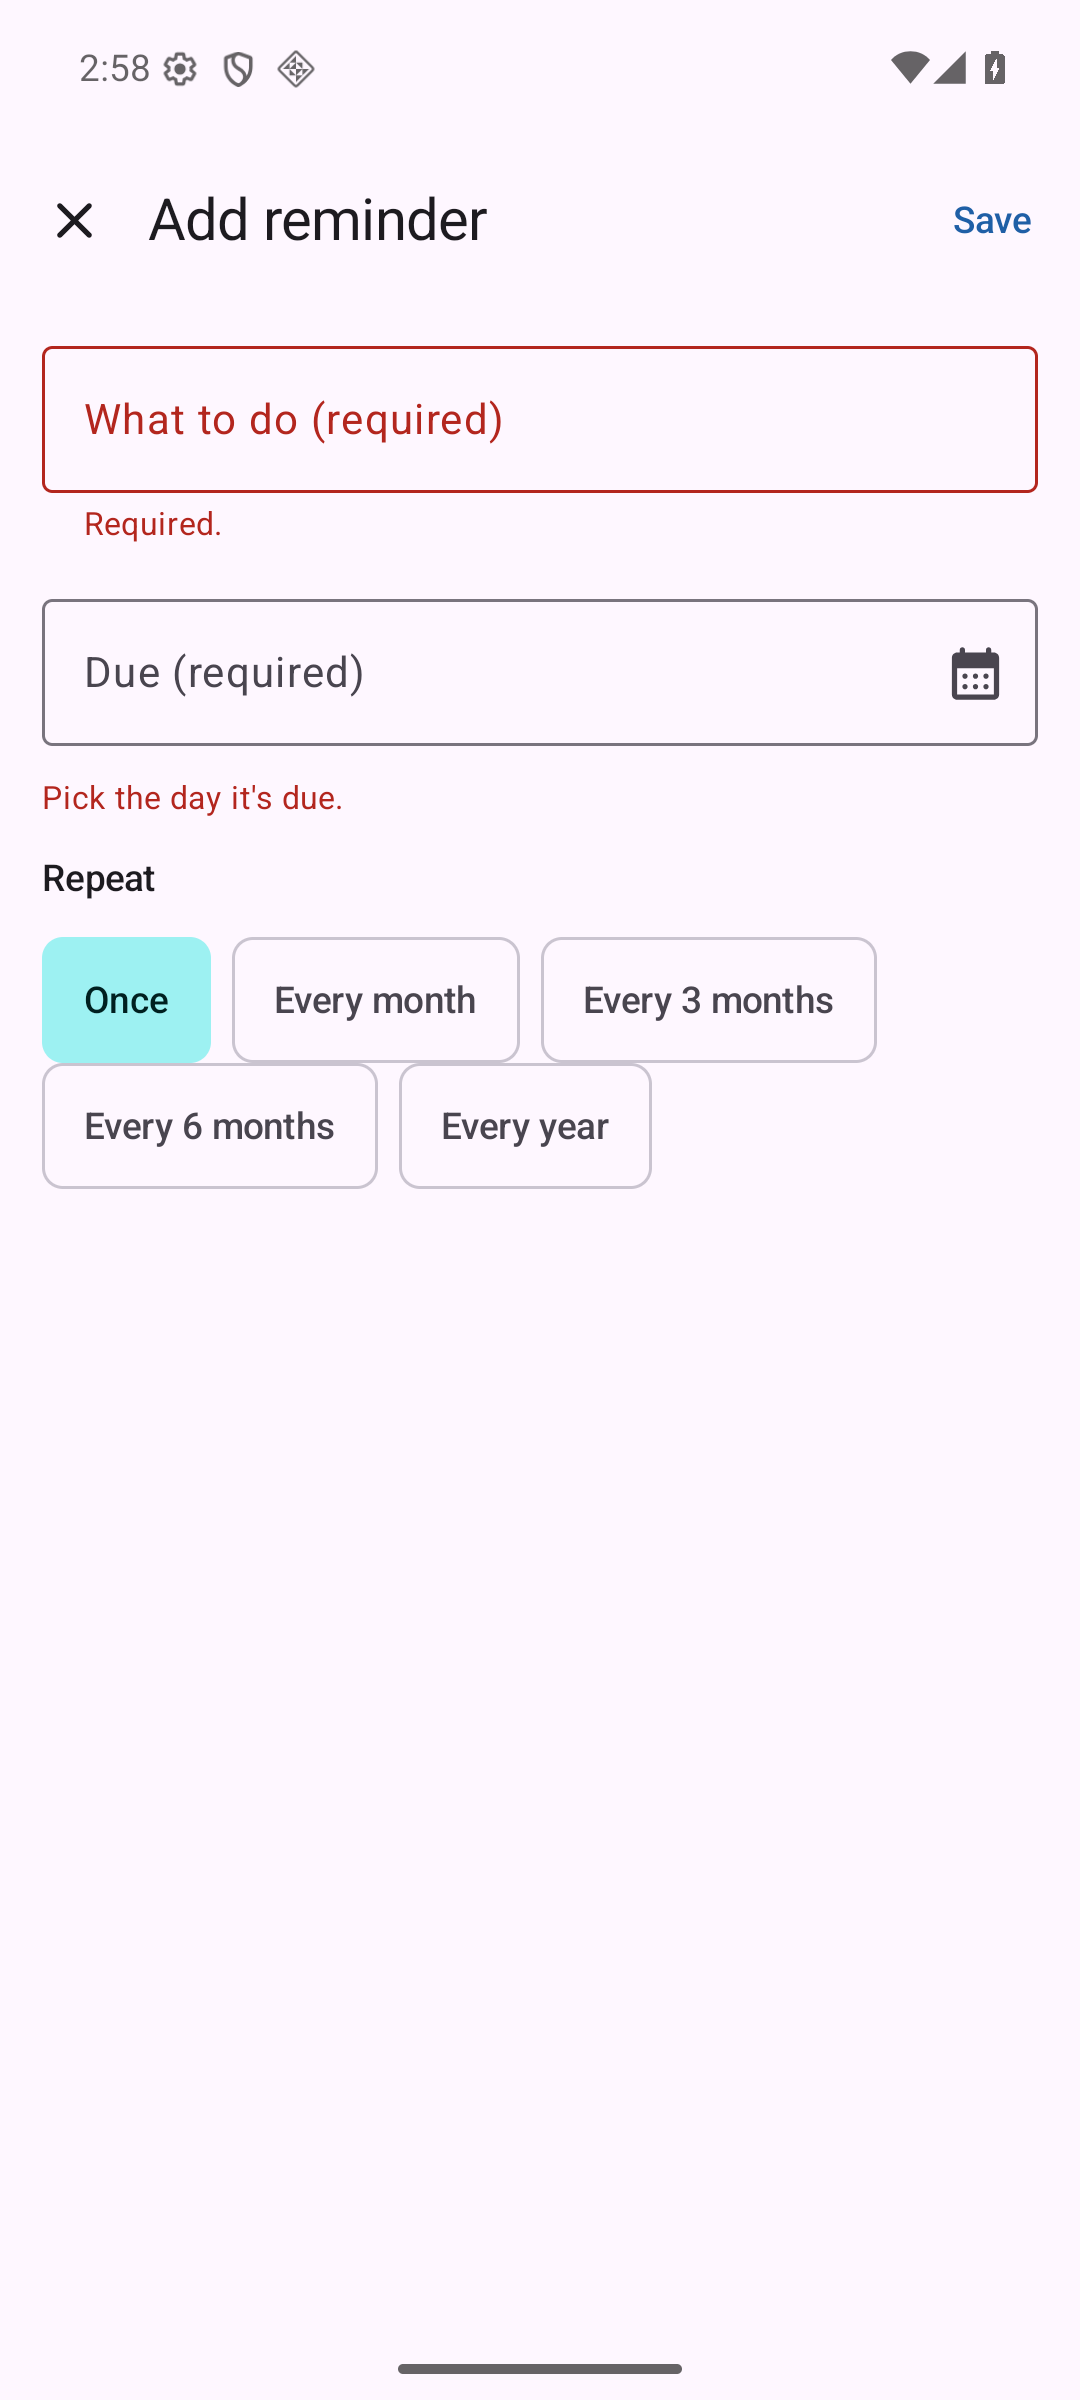 2:58
Add reminder
Save
What to do (required)
Required.
Due (required)
Pick the day it's due.
Repeat
Once
Every month
Every 3 months
Every 6 months
Every year